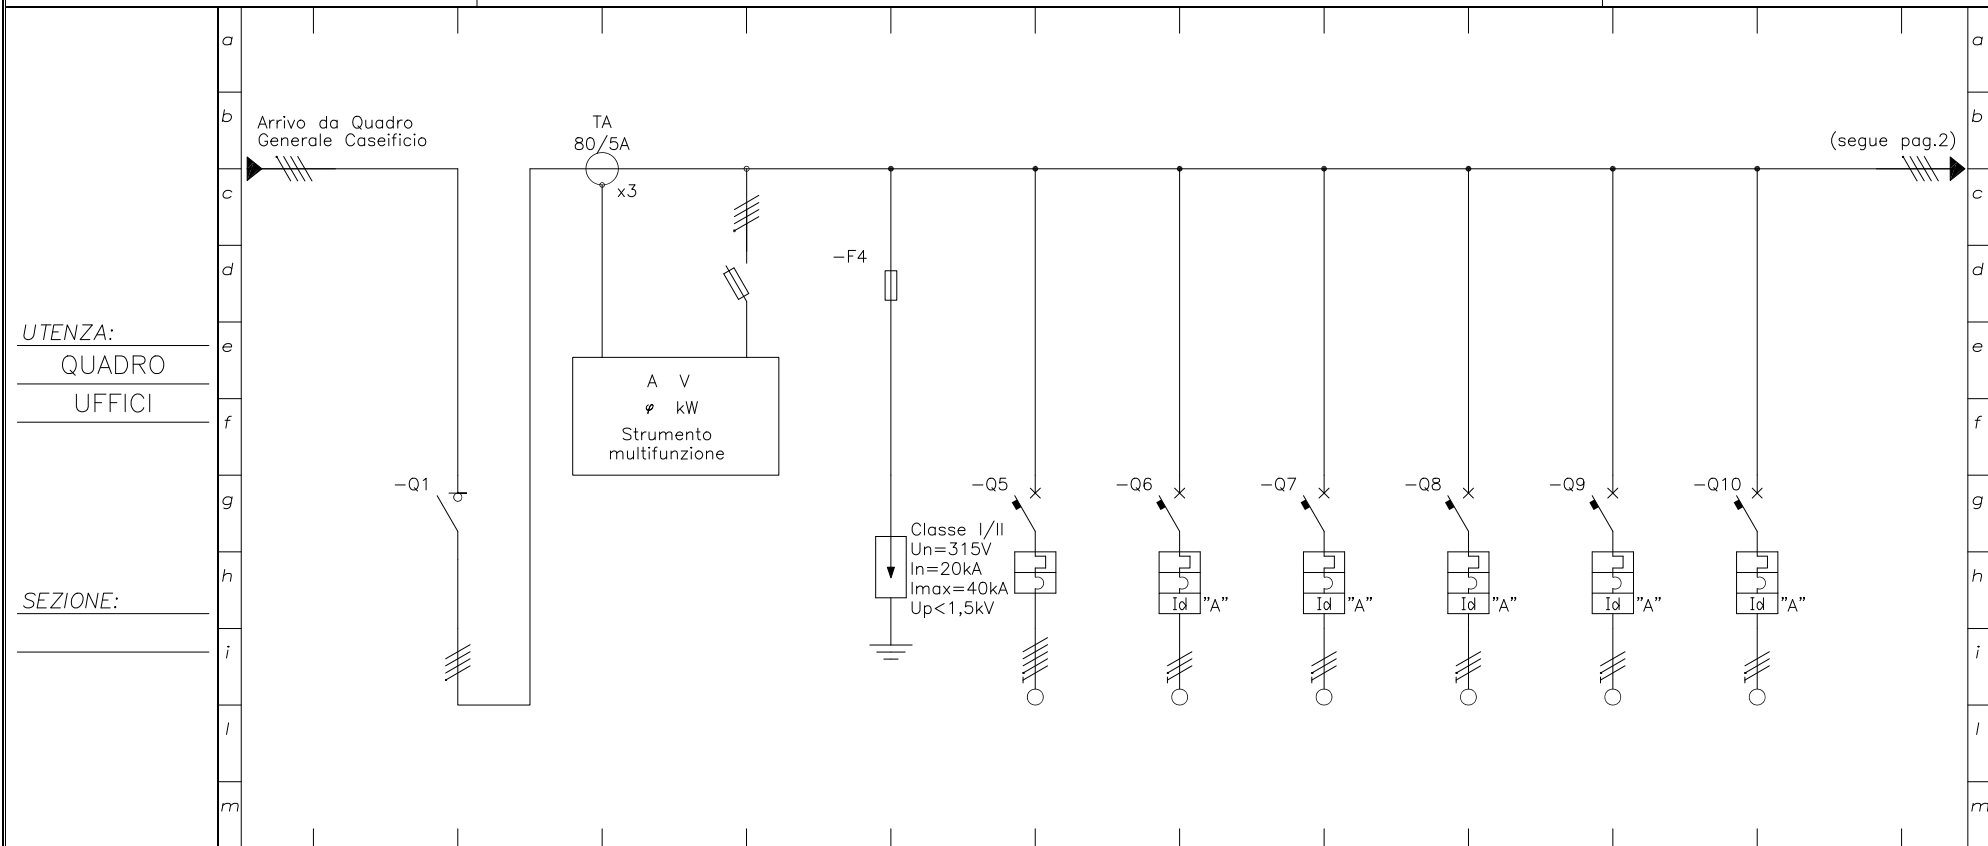 a
a
b
b
Arrivo da Quadro
Generale Caseificio
TA
80/5A
x3
(segue pag.2)
c
c
d
d
-F4
UTENZA:
QUADRO
UFFICI
e
e
A V
φ kW
Strumento
multifunzione
f
f
g
g
-Q1
-Q5
-Q6
-Q7
-Q8
-Q9
-Q10
Classe I/II
Un=315V
In=20kA
Imax=40kA
Up<1,5kV
h
h
Id "A"
Id "A"
Id "A"
Id "A"
Id "A"
SEZIONE:
i
i
l
l
m
m